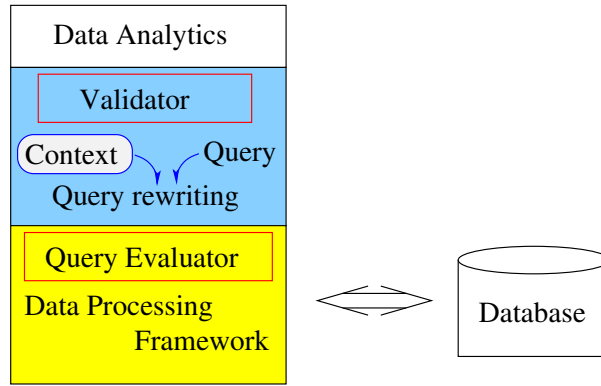 Data Analytics
Validator
Context
Query
Query rewriting
Query Evaluator
Data Processing
Framework
Database